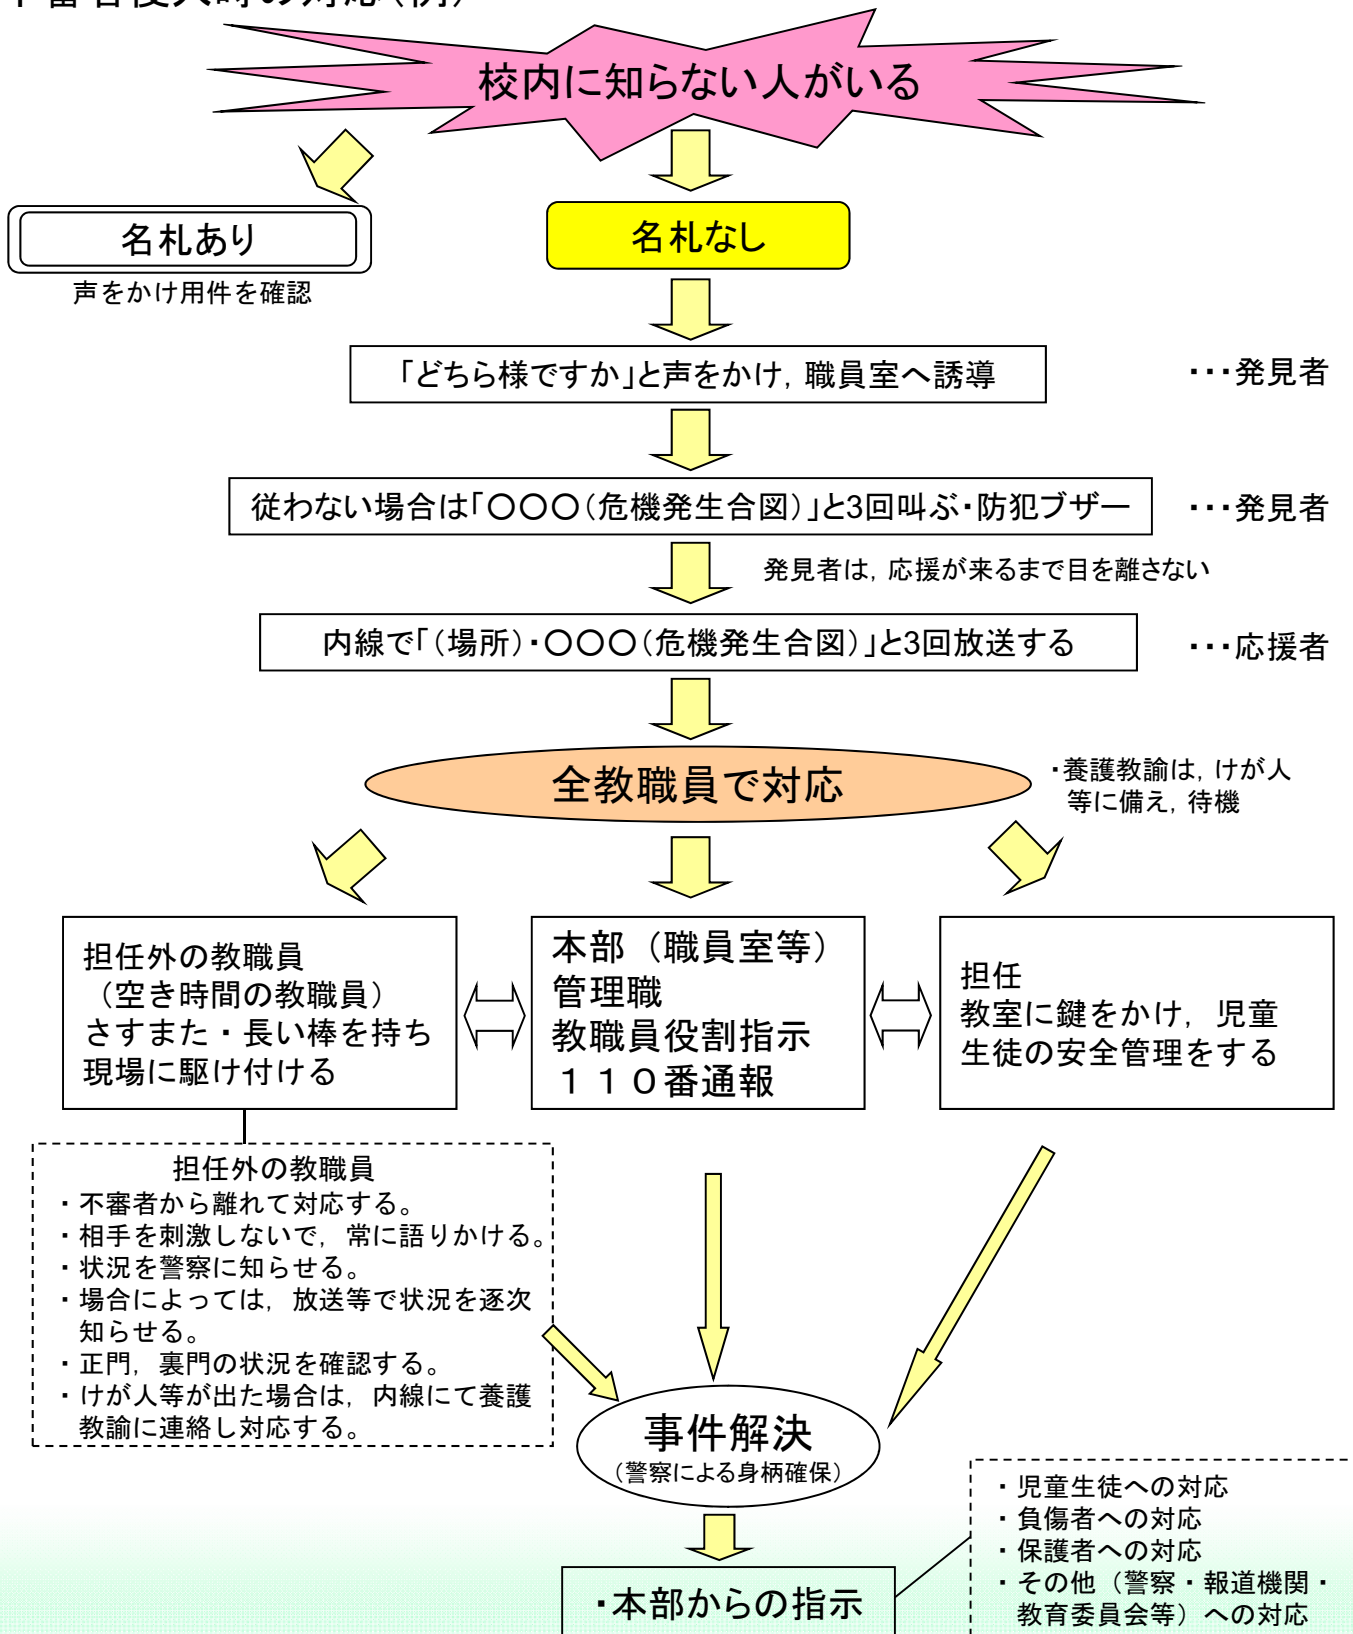 校内に知らない人がいる
名札あり
名札なし
声をかけ用件を確認
「どちら様ですか」と声をかけ，職員室へ誘導
・・・発見者
従わない場合は「〇〇〇（危機発生合図）」と3回叫ぶ・防犯ブザー
・・・発見者
発見者は，応援が来るまで目を離さない
内線で「（場所）・〇〇〇（危機発生合図）」と3回放送する
・・・応援者
全教職員で対応
・養護教諭は，けが人
等に備え，待機
担任外の教職員
（空き時間の教職員）
さすまた・長い棒を持ち
現場に駆け付ける
本部（職員室等）
管理職
教職員役割指示
１１０番通報
担任
教室に鍵をかけ，児童
生徒の安全管理をする
担任外の教職員
・不審者から離れて対応する。
・相手を刺激しないで，常に語りかける。
・状況を警察に知らせる。
・場合によっては，放送等で状況を逐次
知らせる。
・正門，裏門の状況を確認する。
・けが人等が出た場合は，内線にて養護
教諭に連絡し対応する。
事件解決
（警察による身柄確保）
・本部からの指示
・児童生徒への対応
・負傷者への対応
・保護者への対応
・その他（警察・報道機関・
教育委員会等）への対応